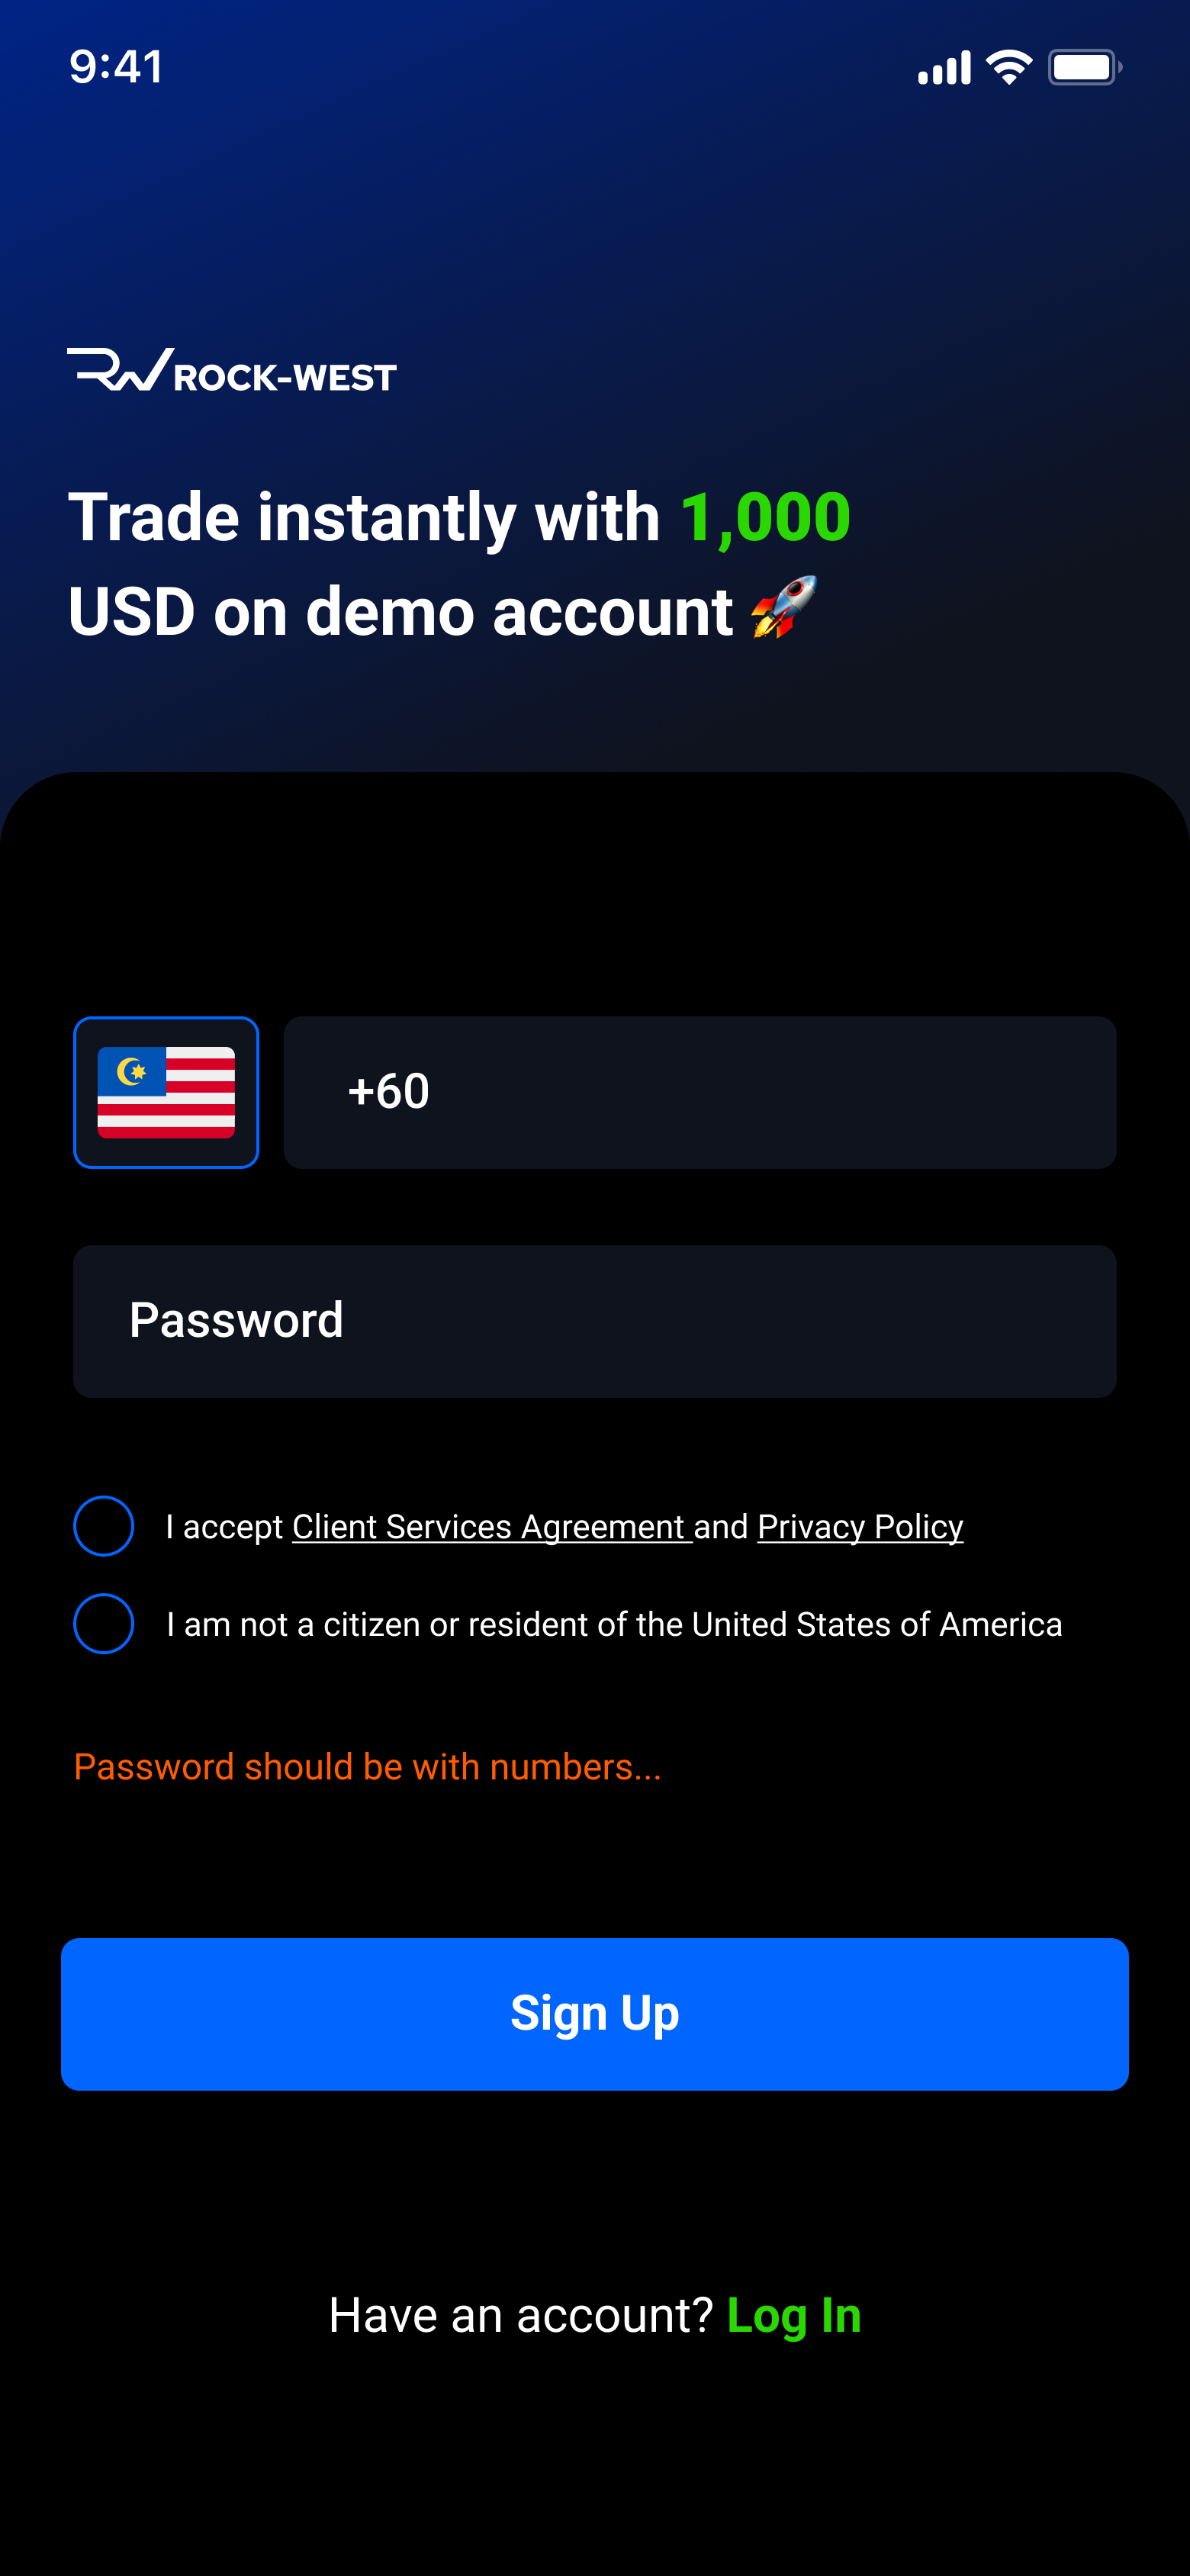 9:41
RW ROCK-WEST
Trade instantly with 1,000
USD on demo account 🚀
+60
Password
I accept Client Services Agreement and Privacy Policy
I am not a citizen or resident of the United States of America
Password should be with numbers...
Sign Up
Have an account? Log In